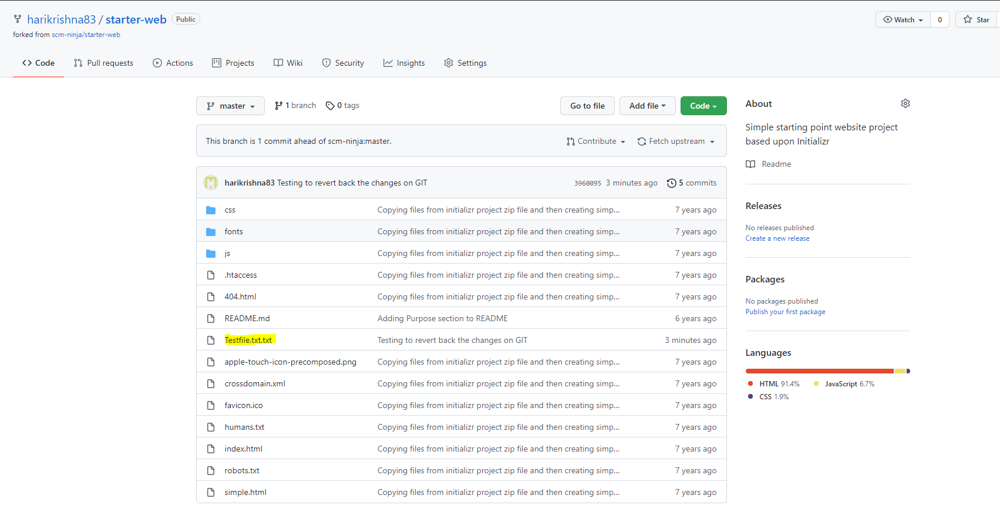 harikrishna83 / starter-web Public
Watch 0 Star
forked from scm-ninja/starter-web
Code Pull requests Actions Projects Wiki Security Insights Settings
master 1 branch 0 tags Go to file Add file Code
This branch is 1 commit ahead of scm-ninja:master. Contribute Fetch upstream
harikrishna83 Testing to revert back the changes on GIT 3960095 3 minutes ago 5 commits
css Copying files from initializr project zip file and then creating simp... 7 years ago
fonts Copying files from initializr project zip file and then creating simp... 7 years ago
js Copying files from initializr project zip file and then creating simp... 7 years ago
.htaccess Copying files from initializr project zip file and then creating simp... 7 years ago
404.html Copying files from initializr project zip file and then creating simp... 7 years ago
README.md Adding Purpose section to README 6 years ago
Testfile.txt.txt Testing to revert back the changes on GIT 3 minutes ago
apple-touch-icon-precomposed.png Copying files from initializr project zip file and then creating simp... 7 years ago
crossdomain.xml Copying files from initializr project zip file and then creating simp... 7 years ago
favicon.ico Copying files from initializr project zip file and then creating simp... 7 years ago
humans.txt Copying files from initializr project zip file and then creating simp... 7 years ago
index.html Copying files from initializr project zip file and then creating simp... 7 years ago
robots.txt Copying files from initializr project zip file and then creating simp... 7 years ago
simple.html Copying files from initializr project zip file and then creating simp... 7 years ago
About
Simple starting point website project
based upon Initializr
Readme
Releases
No releases published
Create a new release
Packages
No packages published
Publish your first package
Languages
HTML 91.4% JavaScript 6.7%
CSS 1.9%